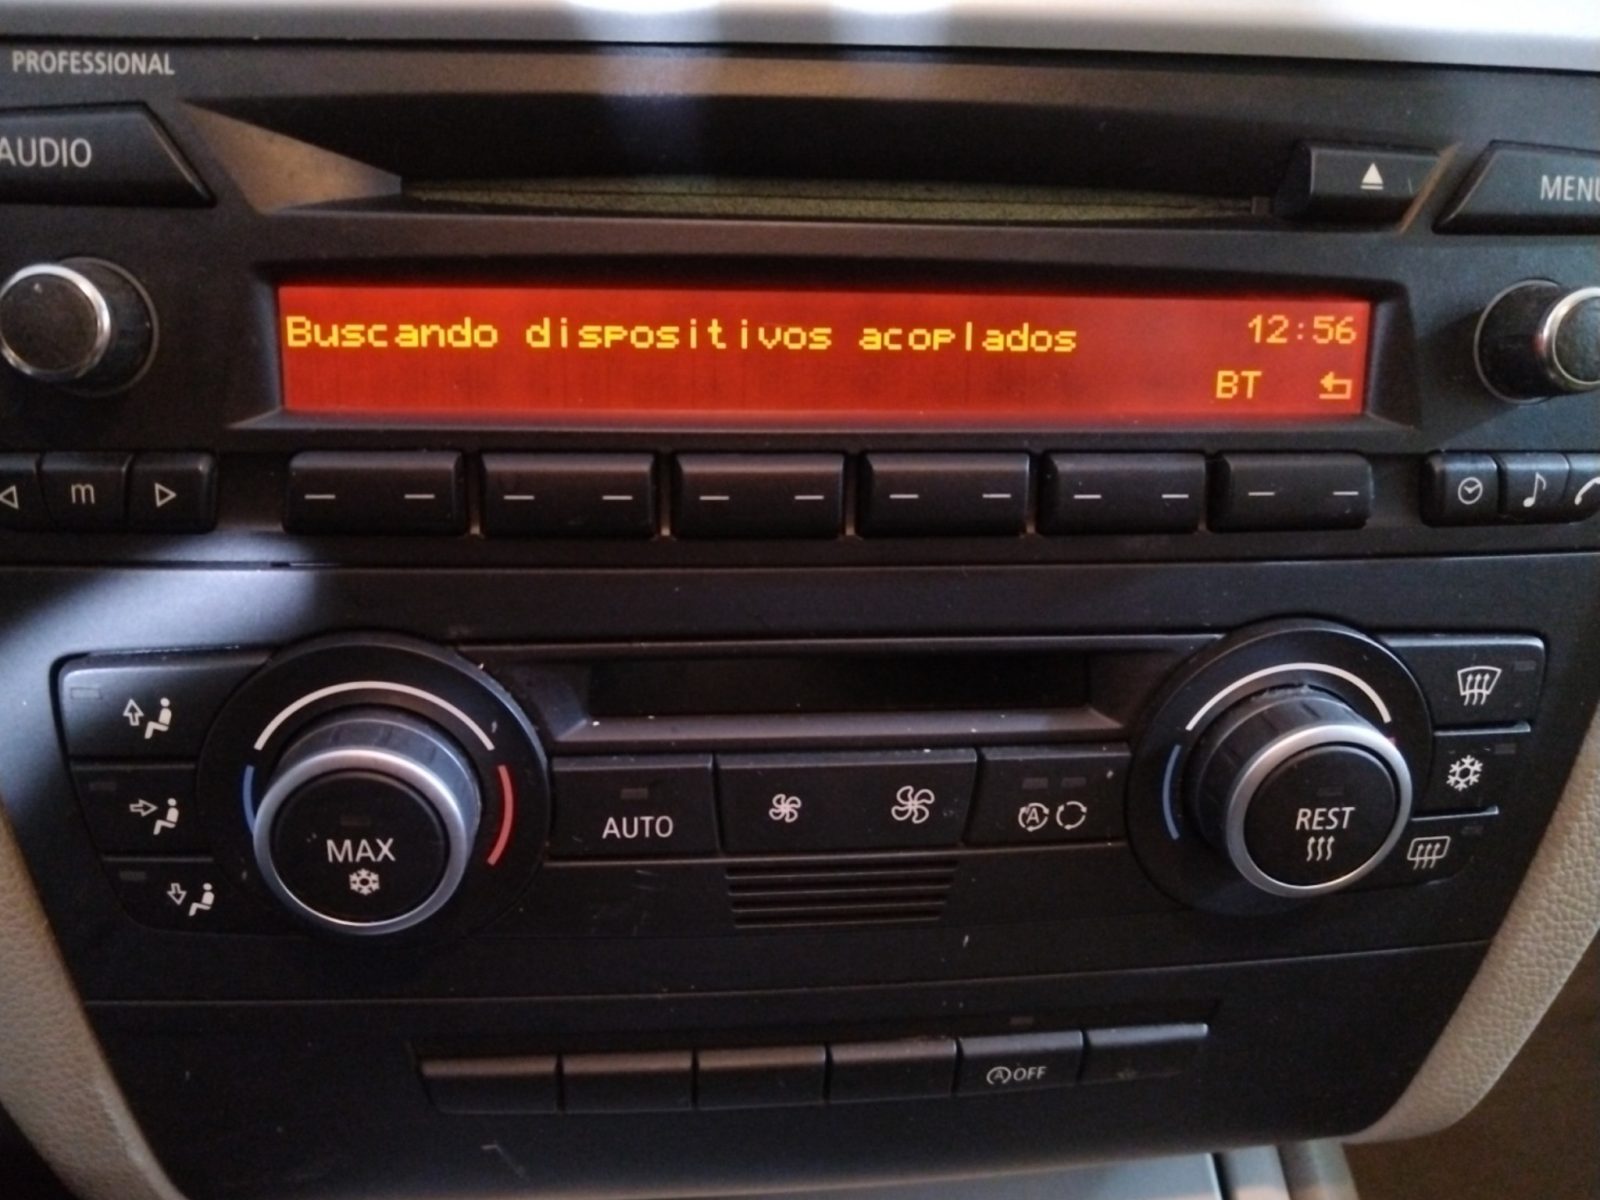 PROFESSIONAL
AUDIO
MENU
Buscando dispositivos acoplados
12:56
BT
m
AUTO
MAX
A
REST
A OFF